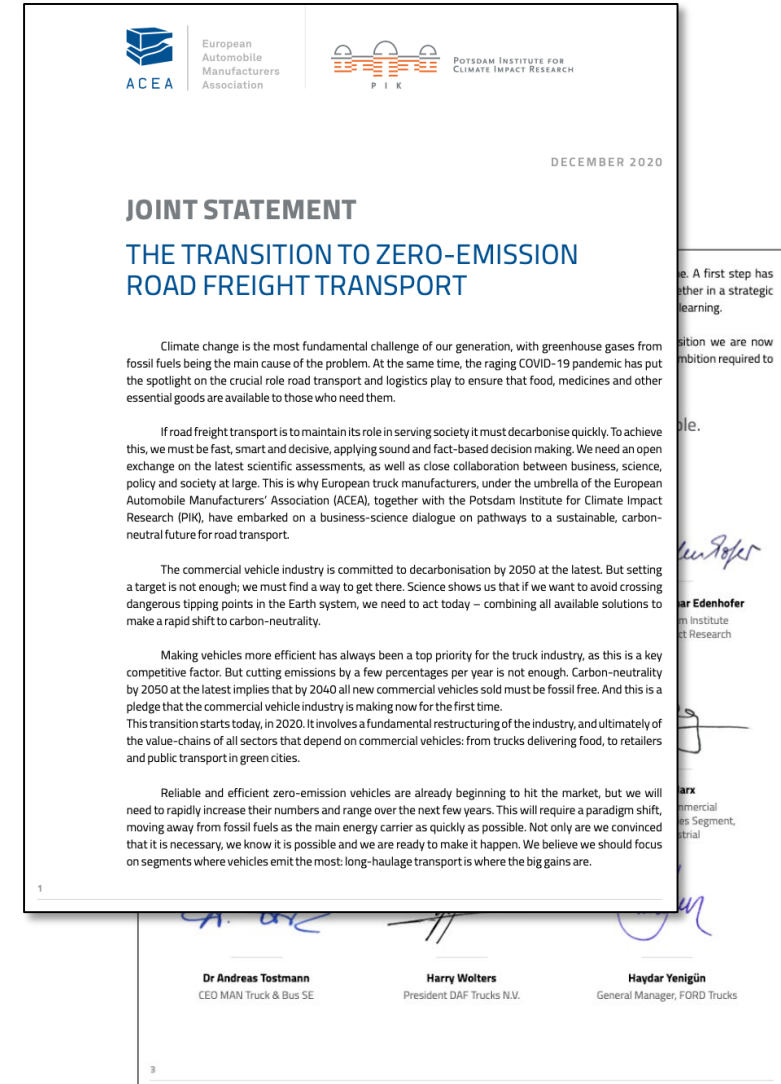 ACEA
European
Automobile
Manufacturers
Association
PIK
POTSDAM INSTITUTE FOR
CLIMATE IMPACT RESEARCH
DECEMBER 2020
JOINT STATEMENT
THE TRANSITION TO ZERO-EMISSION
ROAD FREIGHT TRANSPORT
Climate change is the most fundamental challenge of our generation, with greenhouse gases from
fossil fuels being the main cause of the problem. At the same time, the raging COVID-19 pandemic has put
the spotlight on the crucial role road transport and logistics play to ensure that food, medicines and other
essential goods are available to those who need them.
If road freight transport is to maintain its role in serving society it must decarbonise quickly. To achieve
this, we must be fast, smart and decisive, applying sound and fact-based decision making. We need an open
exchange on the latest scientific assessments, as well as close collaboration between business, science,
policy and society at large. This is why European truck manufacturers, under the umbrella of the European
Automobile Manufacturers’ Association (ACEA), together with the Potsdam Institute for Climate Impact
Research (PIK), have embarked on a business-science dialogue on pathways to a sustainable, carbon-
neutral future for road transport.
The commercial vehicle industry is committed to decarbonisation by 2050 at the latest. But setting
a target is not enough; we must find a way to get there. Science shows us that if we want to avoid crossing
dangerous tipping points in the Earth system, we need to act today – combining all available solutions to
make a rapid shift to carbon-neutrality.
Making vehicles more efficient has always been a top priority for the truck industry, as this is a key
competitive factor. But cutting emissions by a few percentages per year is not enough. Carbon-neutrality
by 2050 at the latest implies that by 2040 all new commercial vehicles sold must be fossil free. And this is a
pledge that the commercial vehicle industry is making now for the first time.
This transition starts today, in 2020. It involves a fundamental restructuring of the industry, and ultimately of
the value-chains of all sectors that depend on commercial vehicles: from trucks delivering food, to retailers
and public transport in green cities.
Reliable and efficient zero-emission vehicles are already beginning to hit the market, but we will
need to rapidly increase their numbers and range over the next few years. This will require a paradigm shift,
moving away from fossil fuels as the main energy carrier as quickly as possible. Not only are we convinced
that it is necessary, we know it is possible and we are ready to make it happen. We believe we should focus
on segments where vehicles emit the most: long-haulage transport is where the big gains are.
1
A first step has
in a strategic
learning.
we are now
required to
Edenhofer
Institute
Research
Segment,
Dr Andreas Tostmann
CEO MAN Truck & Bus SE
Harry Wolters
President DAF Trucks N.V.
Haydar Yenigün
General Manager, FORD Trucks
3